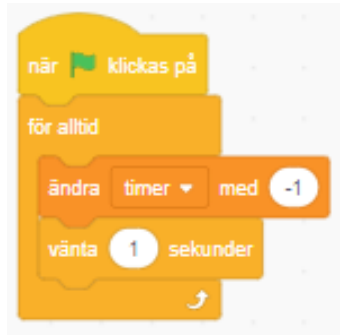 när klickas på
för alltid
ändra timer med -1
vänta 1 sekunder